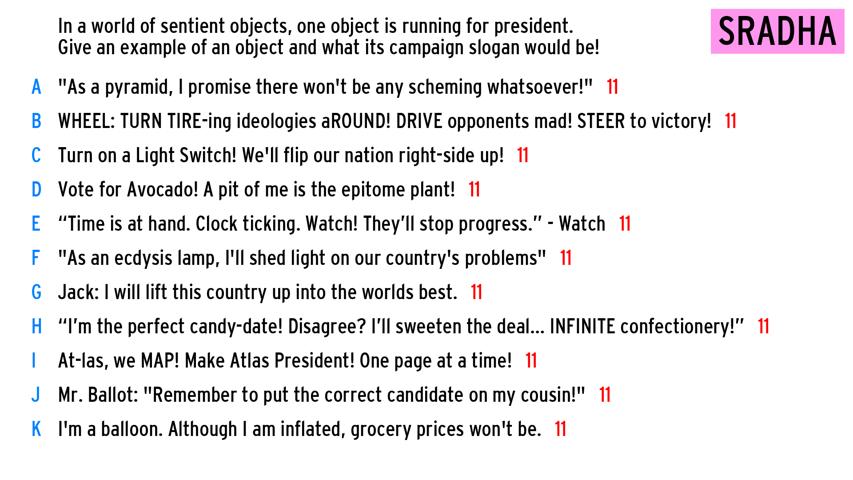 In a world of sentient objects, one object is running for president.
Give an example of an object and what its campaign slogan would be!
SRADHA
A "As a pyramid, I promise there won't be any scheming whatsoever!" 11
B WHEEL: TURN TIRE-ing ideologies aROUND! DRIVE opponents mad! STEER to victory! 11
C Turn on a Light Switch! We'll flip our nation right-side up! 11
D Vote for Avocado! A pit of me is the epitome plant! 11
E “Time is at hand. Clock ticking. Watch! They’ll stop progress.” - Watch 11
F "As an ecdysis lamp, I'll shed light on our country's problems" 11
G Jack: I will lift this country up into the worlds best. 11
H “I’m the perfect candy-date! Disagree? I’ll sweeten the deal... INFINITE confectionery!” 11
I At-las, we MAP! Make Atlas President! One page at a time! 11
J Mr. Ballot: "Remember to put the correct candidate on my cousin!" 11
K I'm a balloon. Although I am inflated, grocery prices won't be. 11